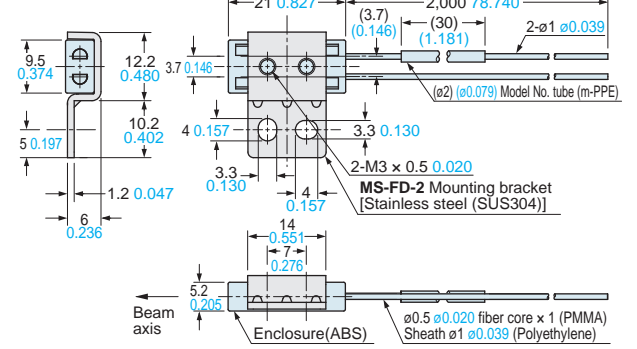 21 0.827
2,000 78.740
(3.7)
(0.146)
(30)
(1.181)
2-ø1 ø0.039
9.5
0.374
12.2
0.480
3.7 0.146
(ø2) (ø0.079) Model No. tube (m-PPE)
10.2
0.402
5 0.197
4 0.157
3.3 0.130
3.3
0.130
2-M3 × 0.5 0.020
1.2 0.047
4
0.157
MS-FD-2 Mounting bracket
[Stainless steel (SUS304)]
6
0.236
14
0.551
7
0.276
5.2
0.205
Beam
axis
Enclosure(ABS)
ø0.5 ø0.020 fiber core × 1 (PMMA)
Sheath ø1 ø0.039 (Polyethylene)